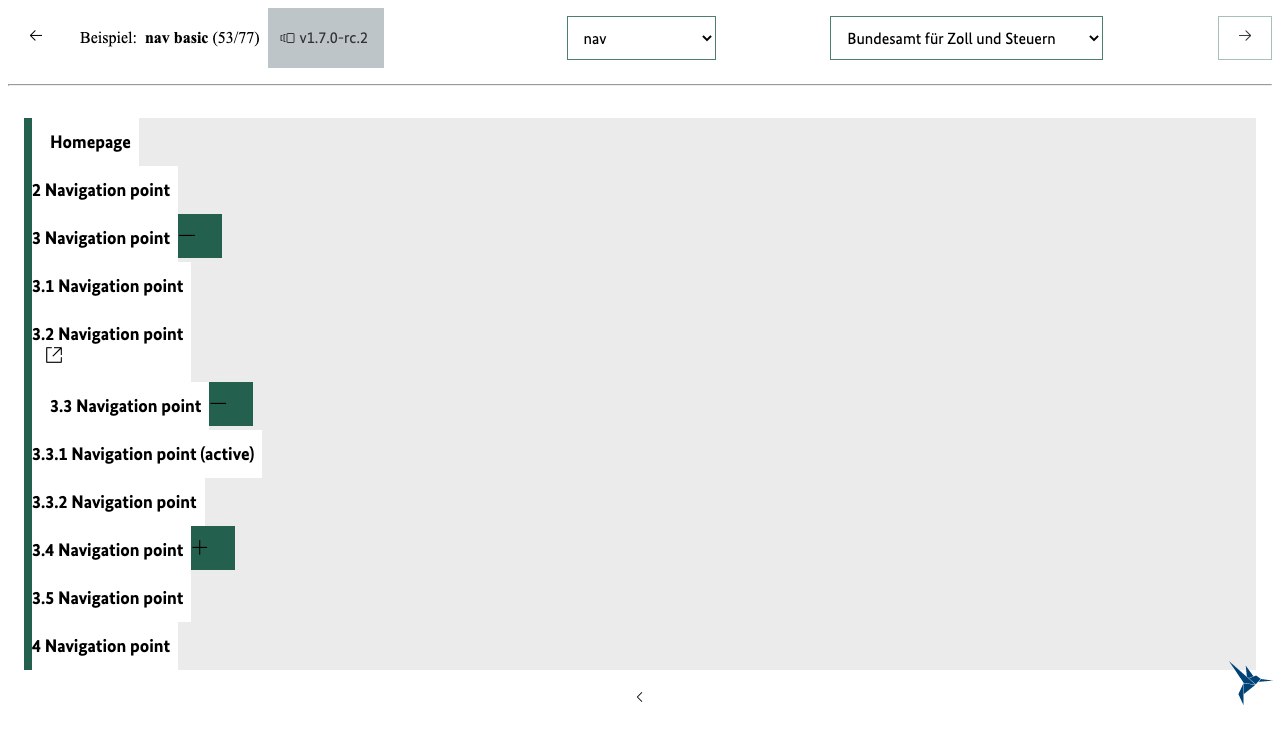 Beispiel: nav basic (53/77) v1.7.0-rc.2 nav Bundesamt für Zoll und Steuern
Homepage
2 Navigation point
3 Navigation point
3.1 Navigation point
3.2 Navigation point
3.3 Navigation point
3.3.1 Navigation point (active)
3.3.2 Navigation point
3.4 Navigation point
3.5 Navigation point
4 Navigation point